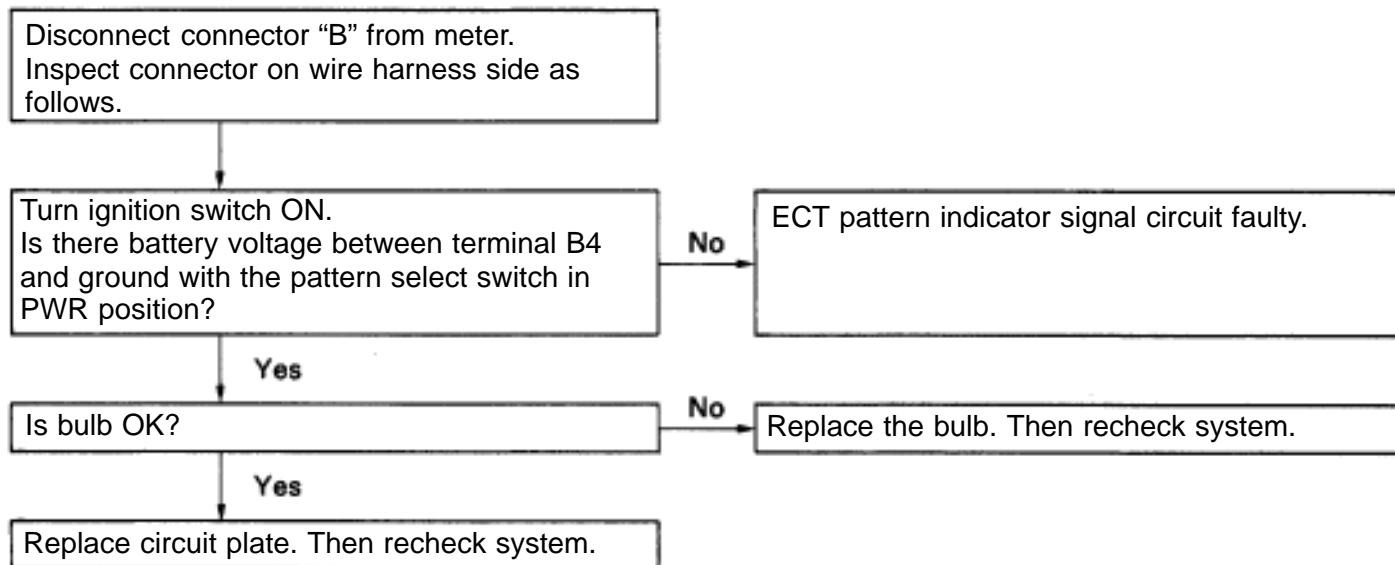 Disconnect connector “B” from meter.
Inspect connector on wire harness side as
follows.
Turn ignition switch ON.
Is there battery voltage between terminal B4
and ground with the pattern select switch in
PWR position?
No
ECT pattern indicator signal circuit faulty.
Yes
Is bulb OK?
No
Replace the bulb. Then recheck system.
Yes
Replace circuit plate. Then recheck system.